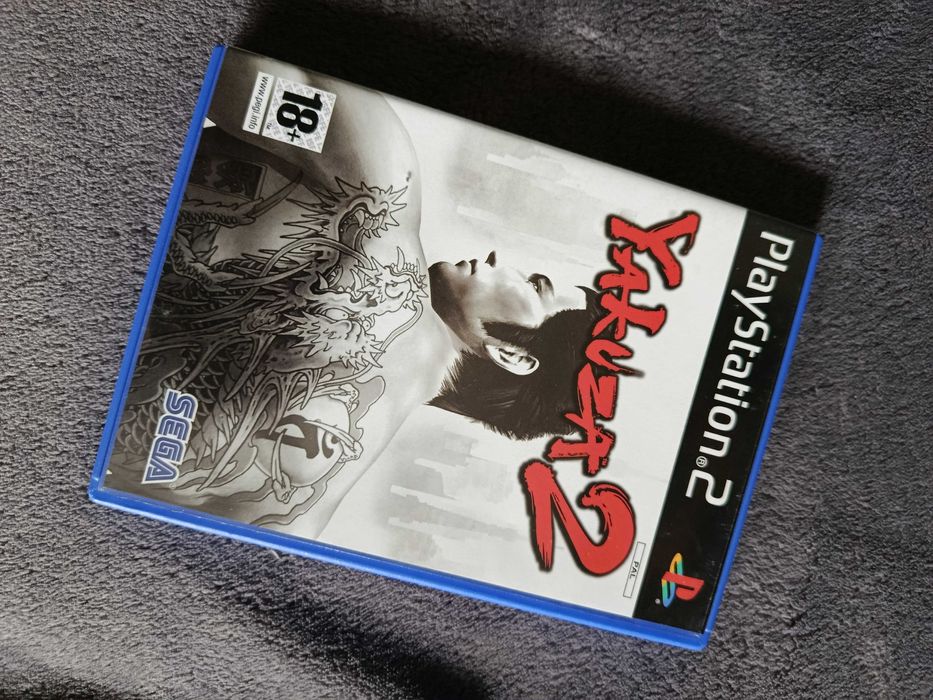 PlayStation®2
PAL
YAKUZA 2
18+
www.pegi.info
SEGA